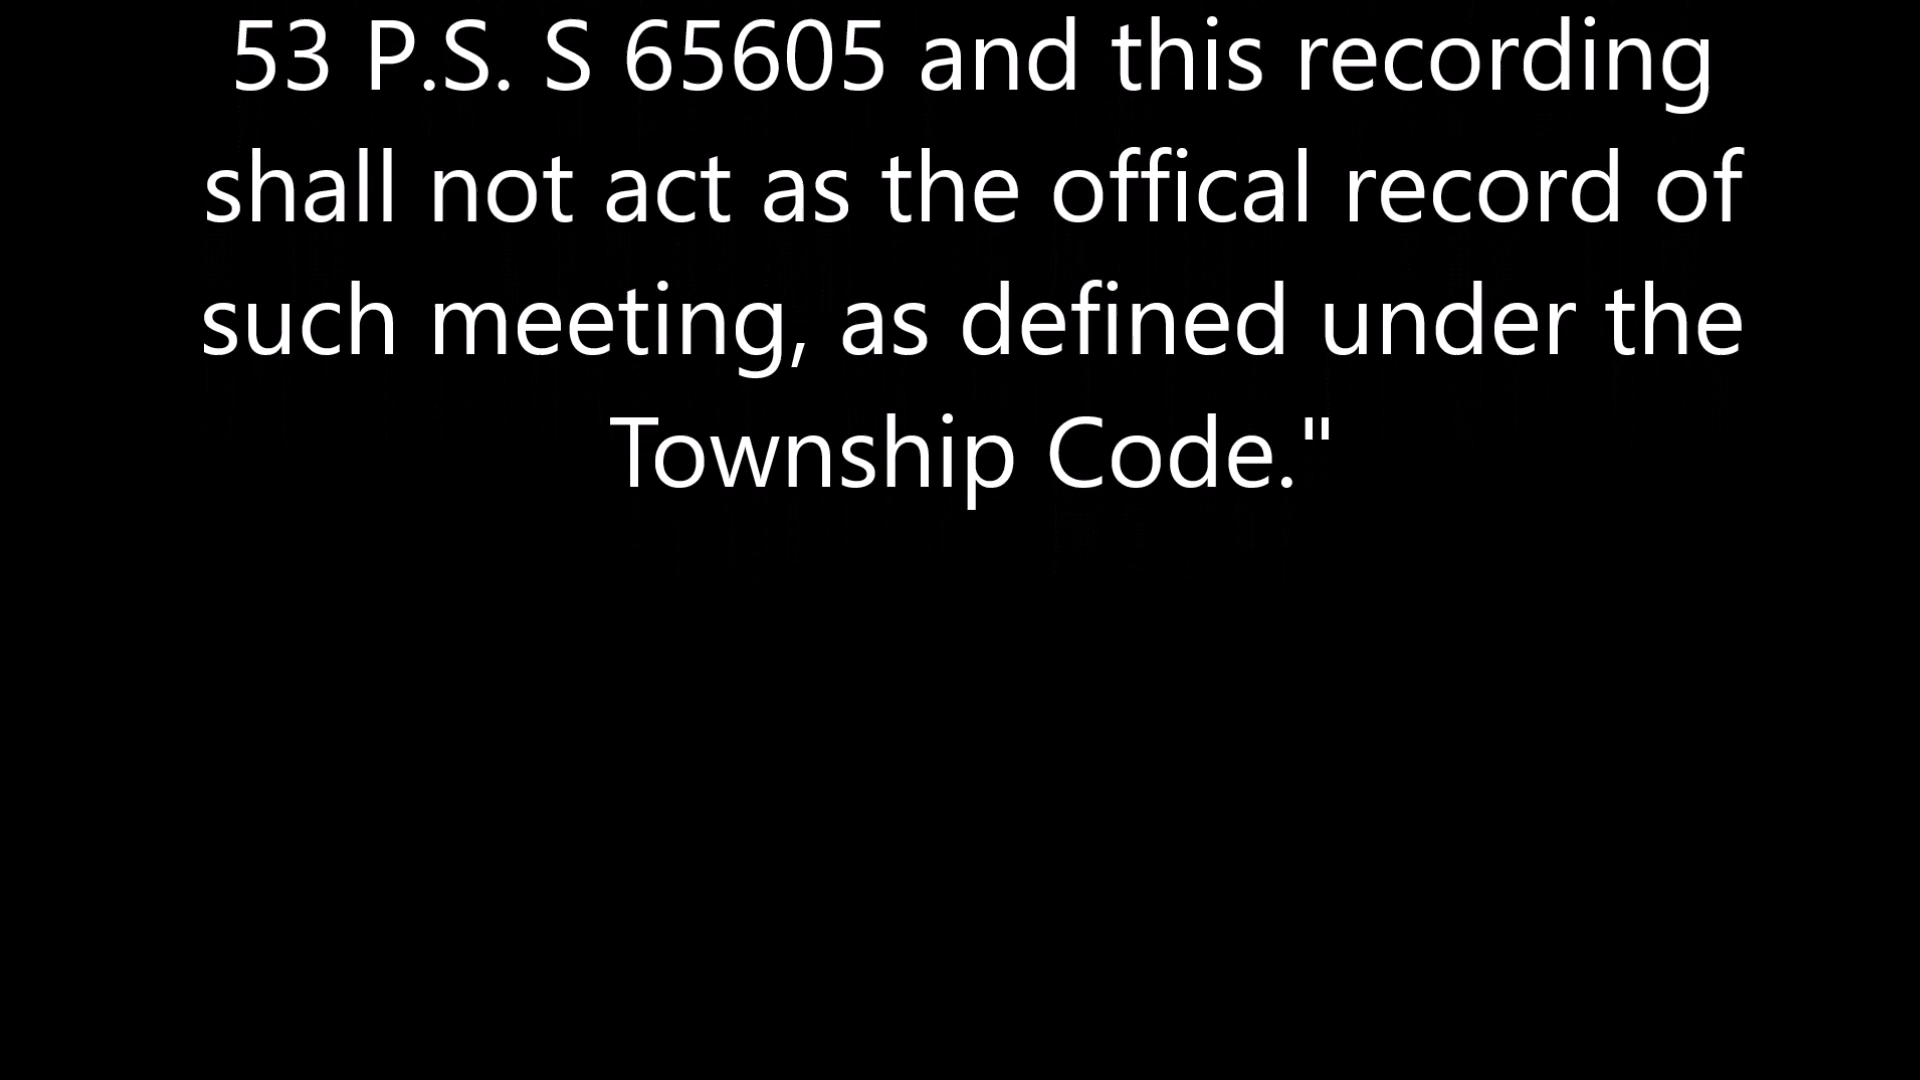 53 P.S. S 65605 and this recording
shall not act as the offical record of
such meeting, as defined under the
Township Code."